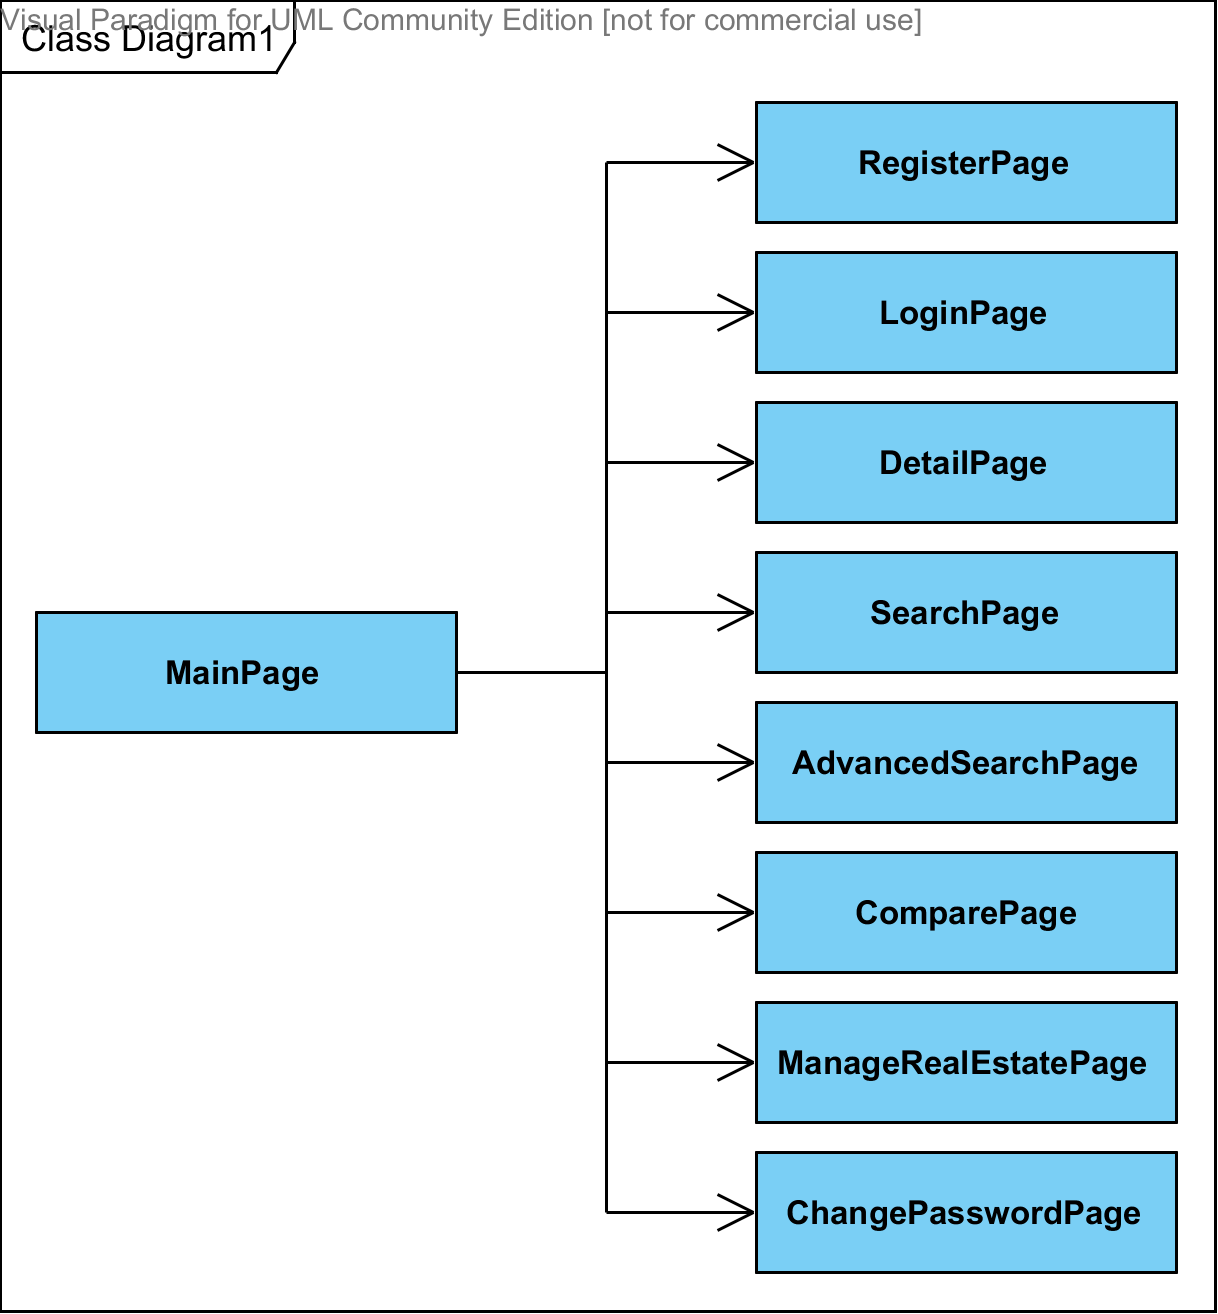 Visual Paradigm for UML Community Edition [not for commercial use]
Class Diagram1
RegisterPage
LoginPage
DetailPage
SearchPage
MainPage
AdvancedSearchPage
ComparePage
ManageRealEstatePage
ChangePasswordPage